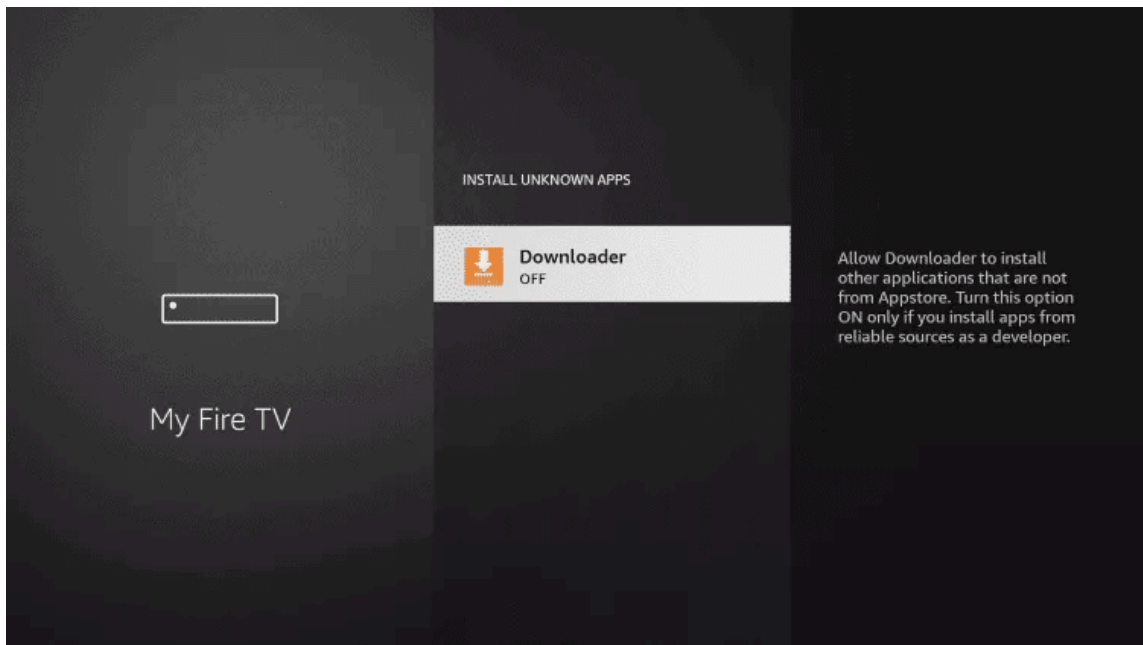 My Fire TV
INSTALL UNKNOWN APPS
Downloader
OFF
Allow Downloader to install
other applications that are not
from Appstore. Turn this option
ON only if you install apps from
reliable sources as a developer.